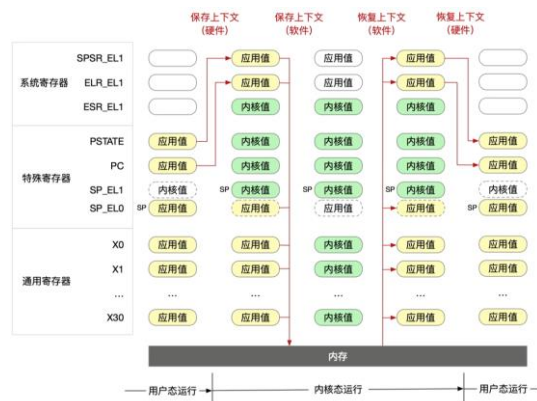 保存上下文 保存上下文 恢复上下文 恢复上下文
(硬件) (软件) (软件) (硬件)
系统寄存器
SPSR_EL1 应用值 应用值 应用值
ELR_EL1 应用值 应用值 应用值
ESR_EL1 内核值 内核值 内核值
特殊寄存器
PSTATE 应用值 内核值 内核值 内核值 应用值
PC 应用值 内核值 内核值 内核值 应用值
SP_EL1 内核值 SP 内核值 SP 内核值 SP 内核值 内核值
SP_EL0 SP 应用值 应用值 应用值 应用值 SP 应用值
通用寄存器
X0 应用值 应用值 内核值 应用值 应用值
X1 应用值 应用值 内核值 应用值 应用值
... ... ... ... ... ...
X30 应用值 应用值 内核值 应用值 应用值
内存
用户态运行 内核态运行 用户态运行